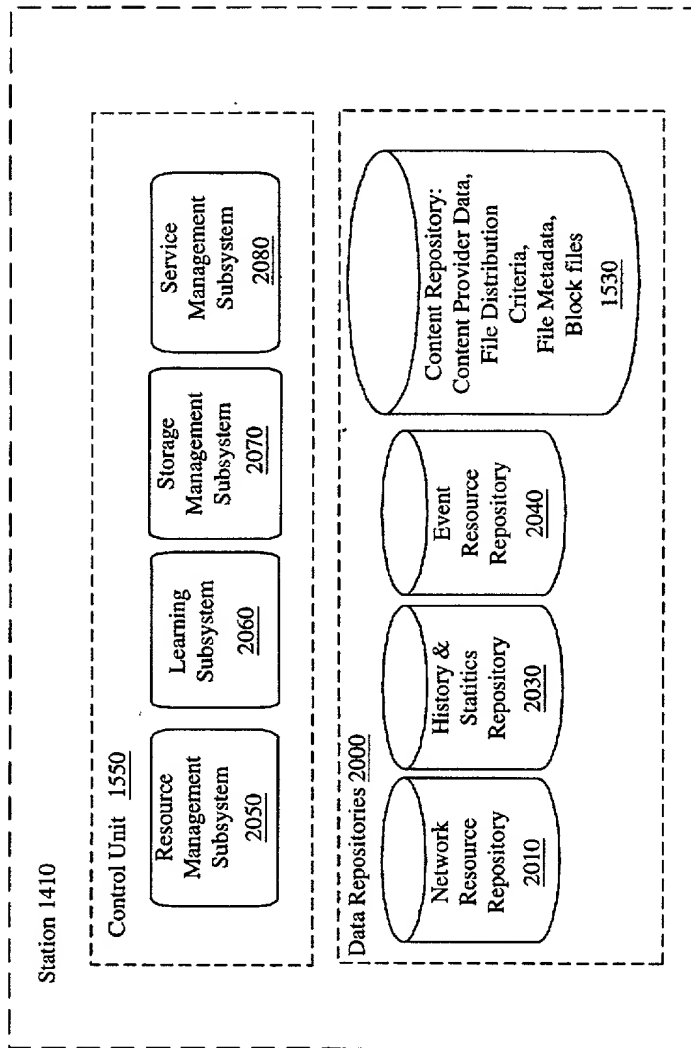 Station 1410
Control Unit 1550
Resource
Management
Subsystem
2050
Learning
Subsystem
2060
Storage
Management
Subsystem
2070
Service
Management
Subsystem
2080
Data Repositories 2000
Network
Resource
Repository
2010
History &
Statitics
Repository
2030
Event
Resource
Repository
2040
Content Repository:
Content Provider Data,
File Distribution
Criteria,
File Metadata,
Block files
1530